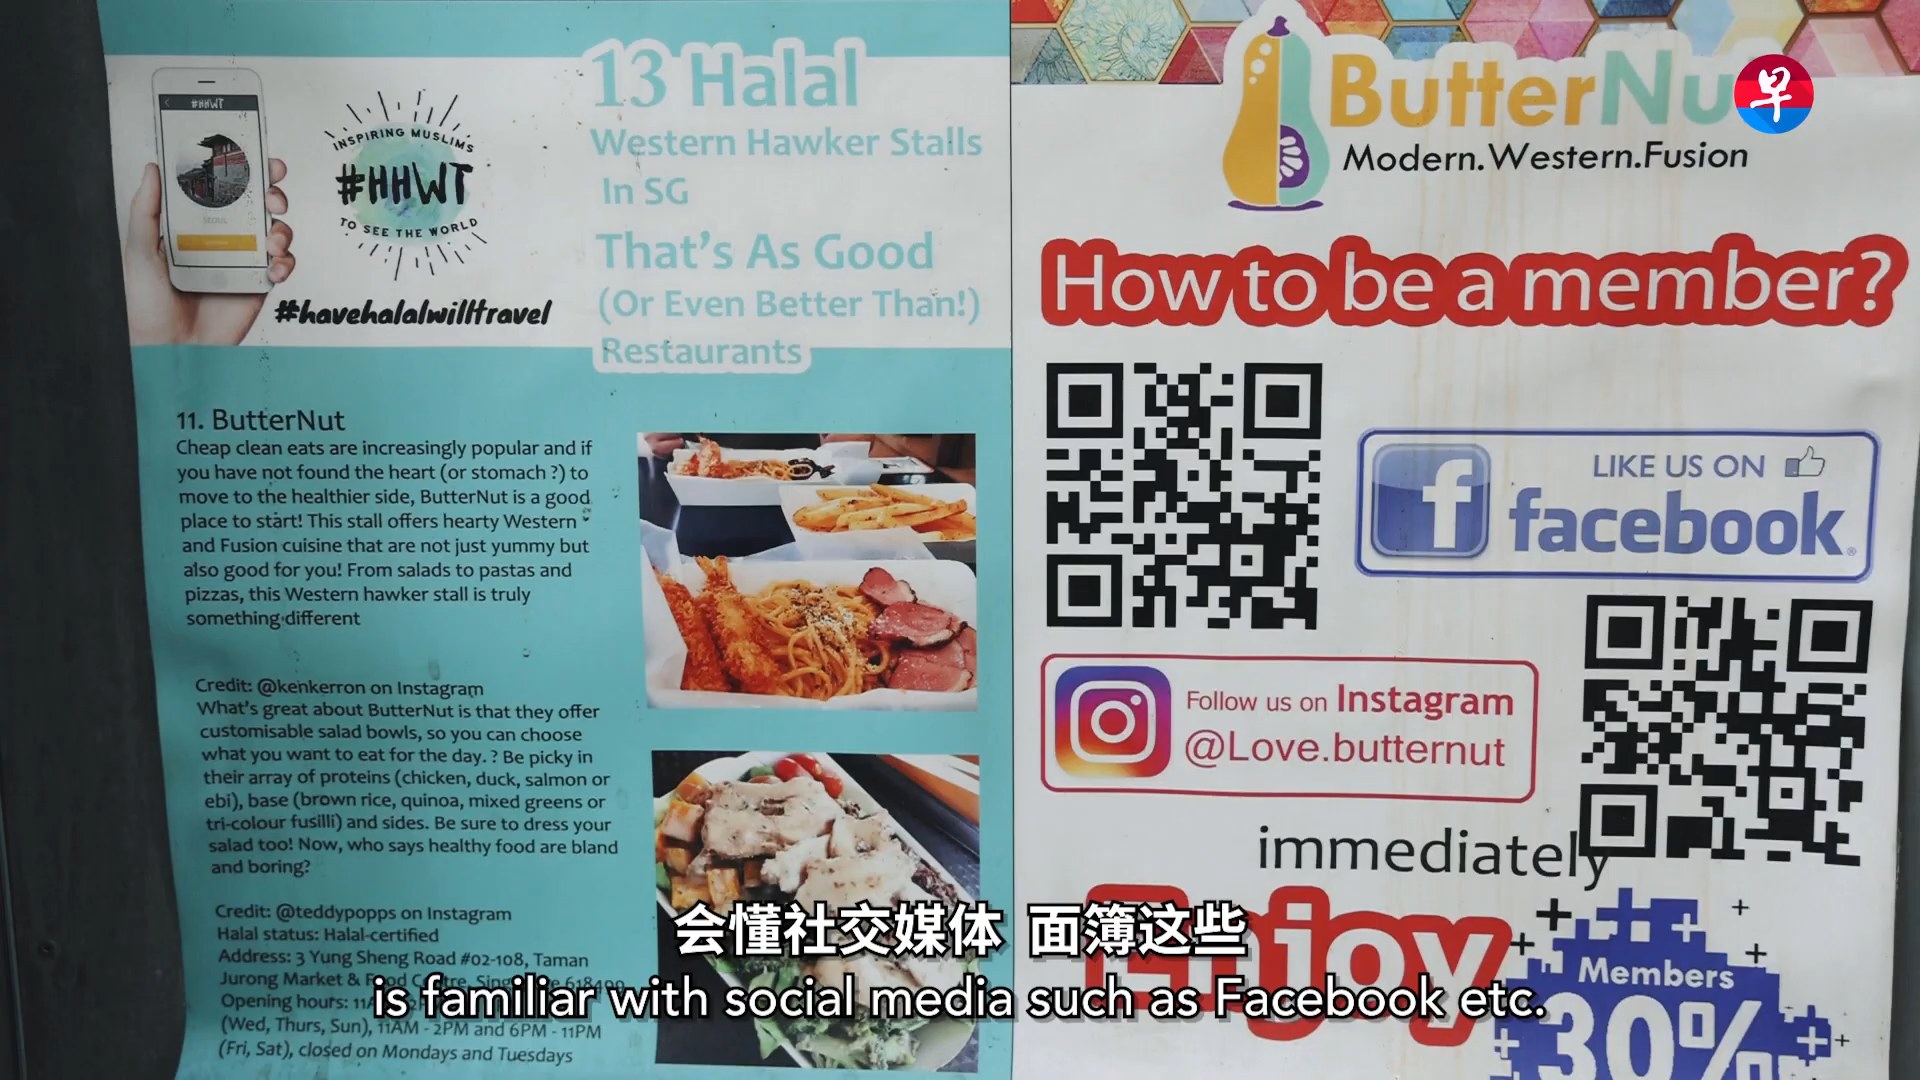 #HHWT
SEOUL
INSPIRING MUSLIMS
#HHWT
TO SEE THE WORLD
#havehalalwilltravel
13 Halal
Western Hawker Stalls
In SG
That's As Good
(Or Even Better Than!)
Restaurants
11. ButterNut
Cheap clean eats are increasingly popular and if
you have not found the heart (or stomach ?) to
move to the healthier side, ButterNut is a good
place to start! This stall offers hearty Western
and Fusion cuisine that are not just yummy but
also good for you! From salads to pastas and
pizzas, this Western hawker stall is truly
something different
Credit: @kenkerron on Instagram
What's great about ButterNut is that they offer
customisable salad bowls, so you can choose
what you want to eat for the day. ? Be picky in
their array of proteins (chicken, duck, salmon or
ebi), base (brown rice, quinoa, mixed greens or
tri-colour fusilli) and sides. Be sure to dress your
salad too! Now, who says healthy food are bland
and boring?
Credit: @teddypopps on Instagram
Halal status: Halal-certified
Address: 3 Yung Sheng Road #02-108, Taman
Jurong Market & Food
Opening hours:
(Wed, Thurs, Sun), 11AM - 2PM and 6PM - 11PM
(Fri, Sat), closed on Mondays and Tuesdays
ButterNu
早
Modern.Western.Fusion
How to be a member?
LIKE US ON
f facebook
Follow us on Instagram
@Love.butternut
immediately
Enjoy
Members
30%
会懂社交媒体 面簿这些
is familiar with social media such as Facebook etc.